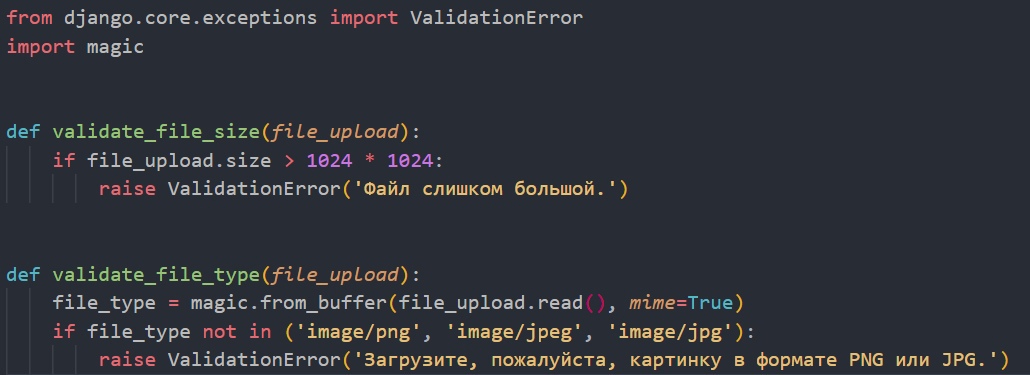 from django.core.exceptions import ValidationError
import magic
def validate_file_size(file_upload):
if file_upload.size > 1024 * 1024:
raise ValidationError('Файл слишком большой.')
def validate_file_type(file_upload):
file_type = magic.from_buffer(file_upload.read(), mime=True)
if file_type not in ('image/png', 'image/jpeg', 'image/jpg'):
raise ValidationError('Загрузите, пожалуйста, картинку в формате PNG или JPG.')